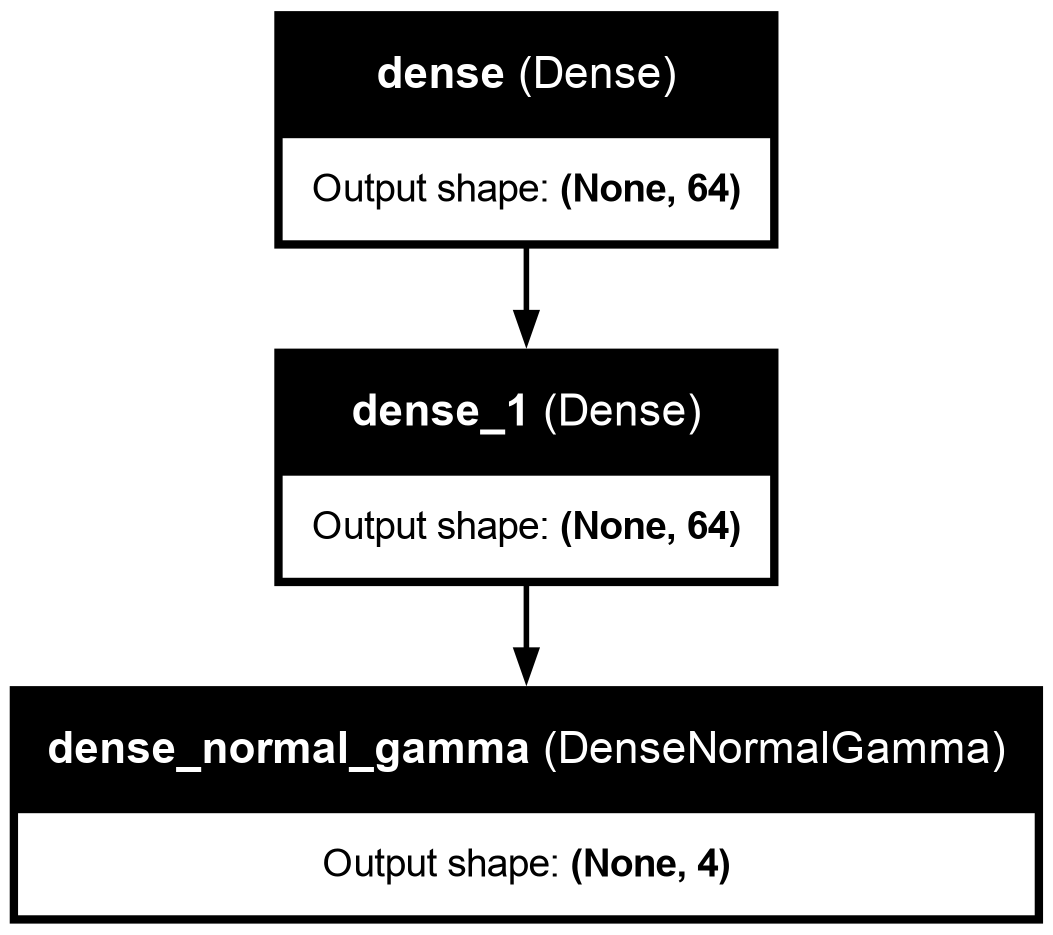 dense (Dense)
Output shape: (None, 64)
dense_1 (Dense)
Output shape: (None, 64)
dense_normal_gamma (DenseNormalGamma)
Output shape: (None, 4)